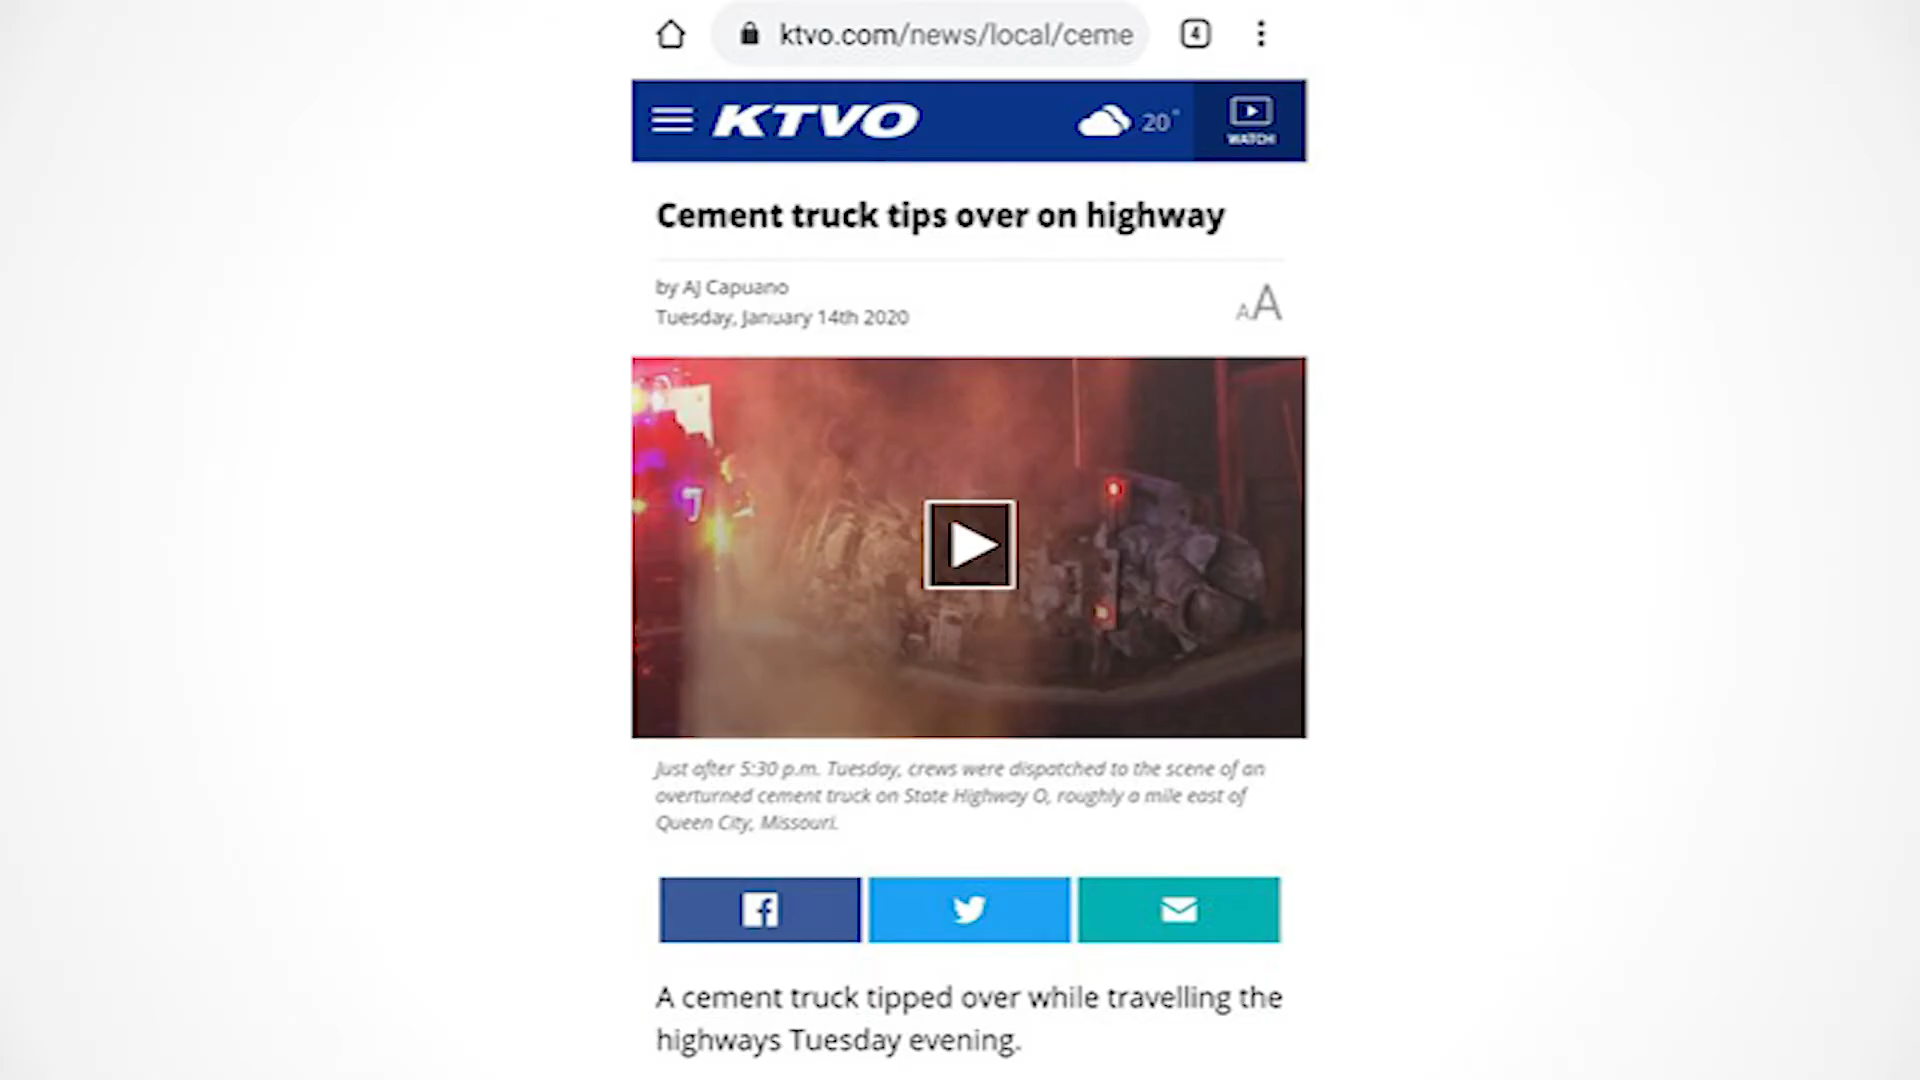 ktvo.com/news/local/ceme
4
KTVO
20°
WATCH
Cement truck tips over on highway
by AJ Capuano
Tuesday, January 14th 2020
AA
Just after 5:30 p.m. Tuesday, crews were dispatched to the scene of an
overturned cement truck on State Highway O, roughly a mile east of
Queen City, Missouri.
A cement truck tipped over while travelling the
highways Tuesday evening.